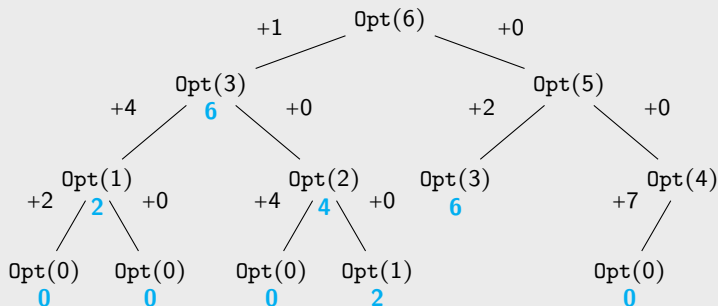 Opt(6)
+1 +0
Opt(3) Opt(5)
6
+4 +0 +2 +0
Opt(1) Opt(2) Opt(3) Opt(4)
2 4 6
+2 +0 +4 +0 +7
Opt(0) Opt(0) Opt(0) Opt(1) Opt(0)
0 0 0 2 0